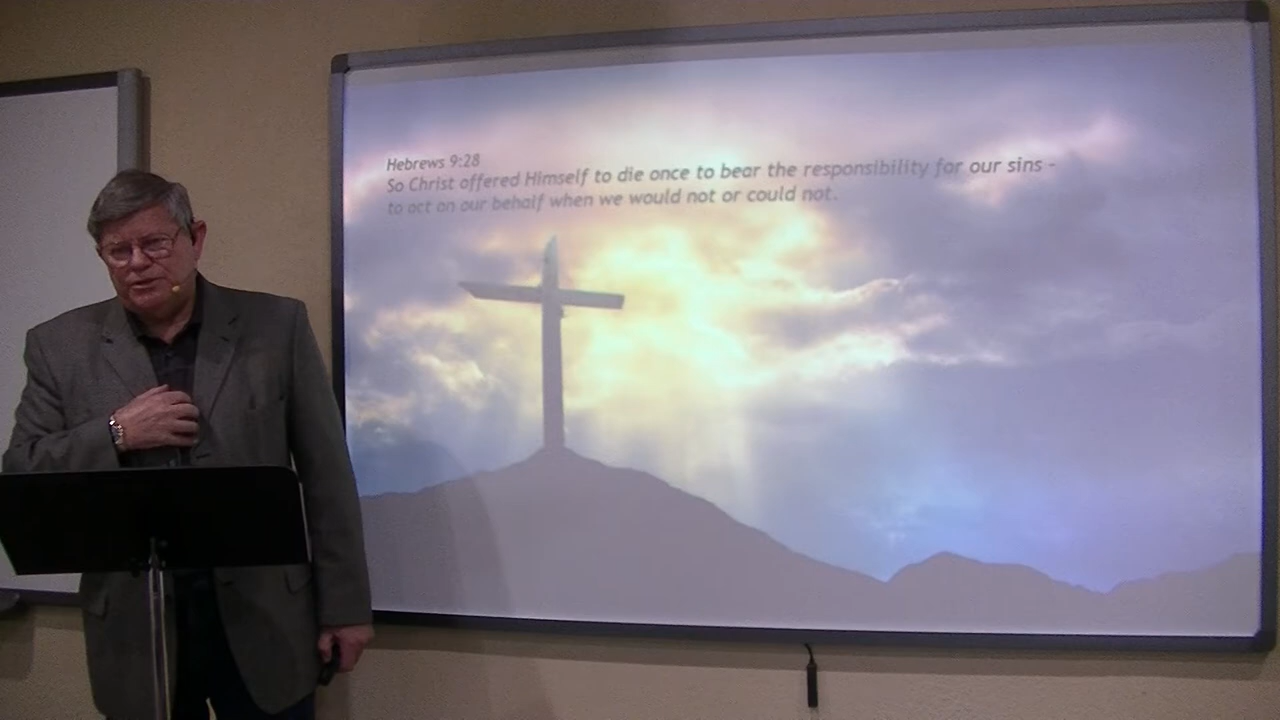 Hebrews 9:28
So Christ offered Himself to die once to bear the responsibility for our sins -
to act on our behalf when we would not or could not.